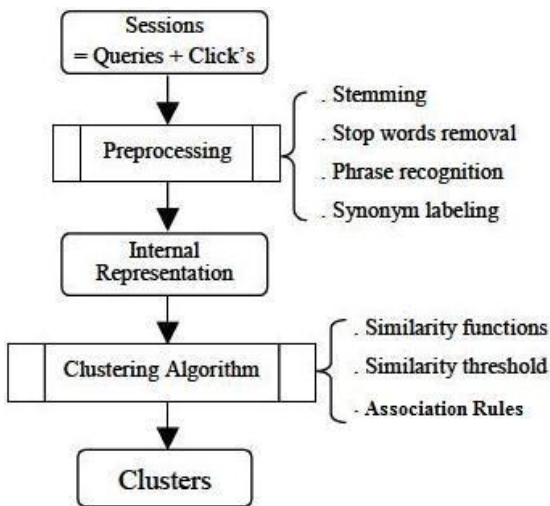 Sessions
= Queries + Click's
Preprocessing
. Stemming
. Stop words removal
. Phrase recognition
. Synonym labeling
Internal
Representation
Clustering Algorithm
. Similarity functions
. Similarity threshold
. Association Rules
Clusters